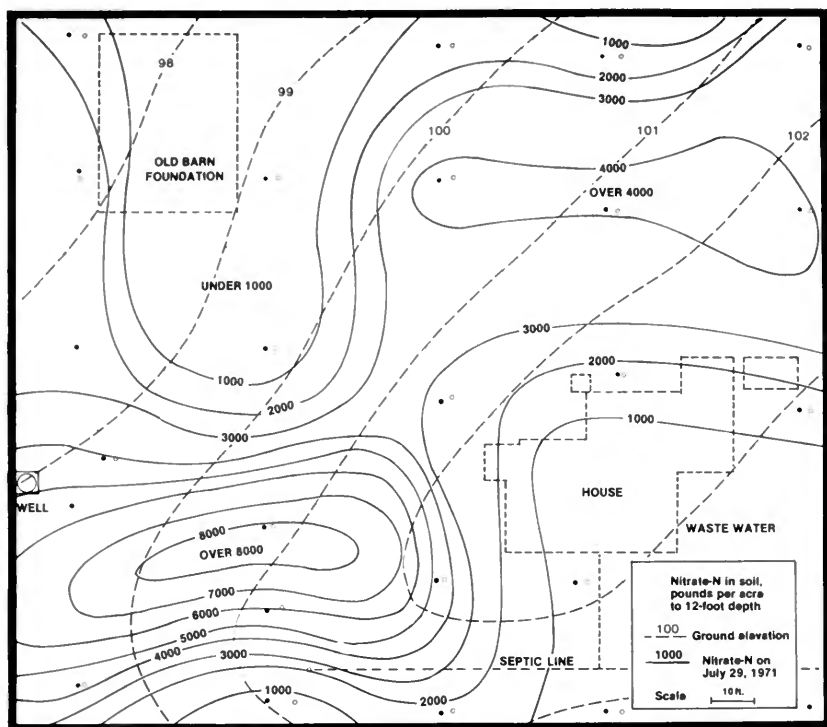 1000
98
2000
99
3000
100
101
102
OLD BARN
FOUNDATION
4000
OVER 4000
UNDER 1000
3000
2000
1000
2000
1000
3000
HOUSE
WELL
8000
OVER 8000
WASTE WATER
7000
6000
5000
4000
3000
2000
1000
SEPTIC LINE
Nitrate-N in soil,
pounds per acra
to 12-foot depth
100 Ground alavation
1000 Nitrate-N on
July 29, 1971
Scale 10 ft.